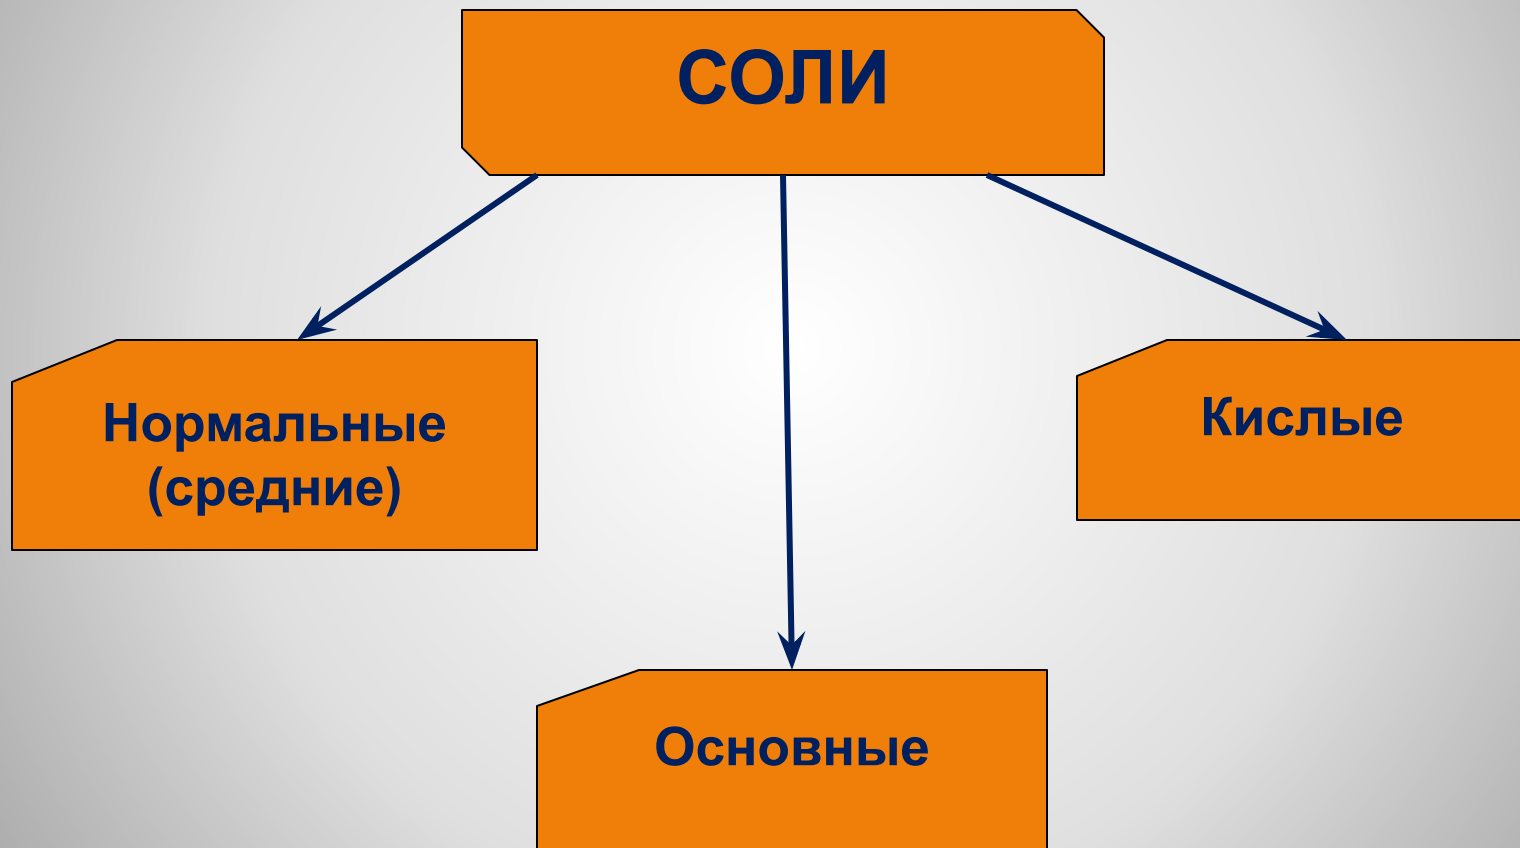 СОЛИ
Нормальные
(средние)
Кислые
Основные